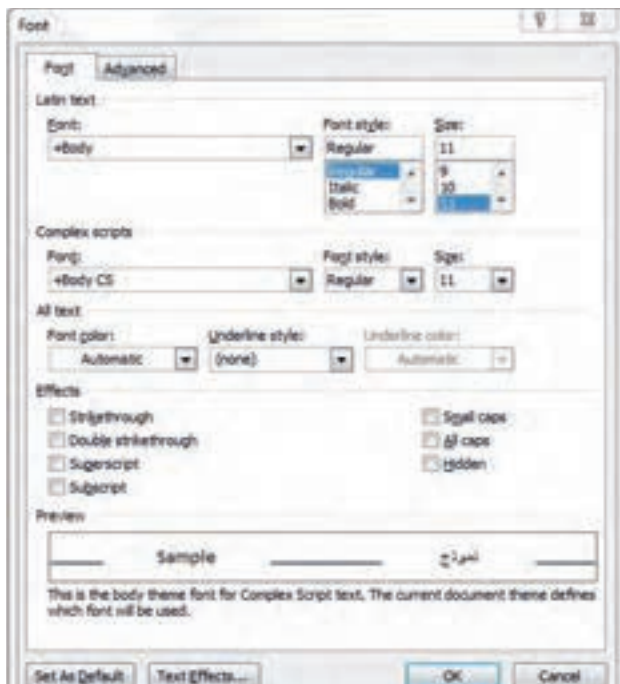 Font
Font Advanced
Latin text
Font: Font style: Size:
+Body Regular 11
Regular 9
Italic 10
Bold 11
Complex scripts
Font: Font style: Size:
+Body CS Regular 11
All text
Font color: Underline style: Underline color:
Automatic (none) Automatic
Effects
Strikethrough Small caps
Double strikethrough All caps
Superscript Hidden
Subscript
Preview
Sample نموذج
This is the body theme font for Complex Script text. The current document theme defines
which font will be used.
Set As Default Text Effects... OK Cancel